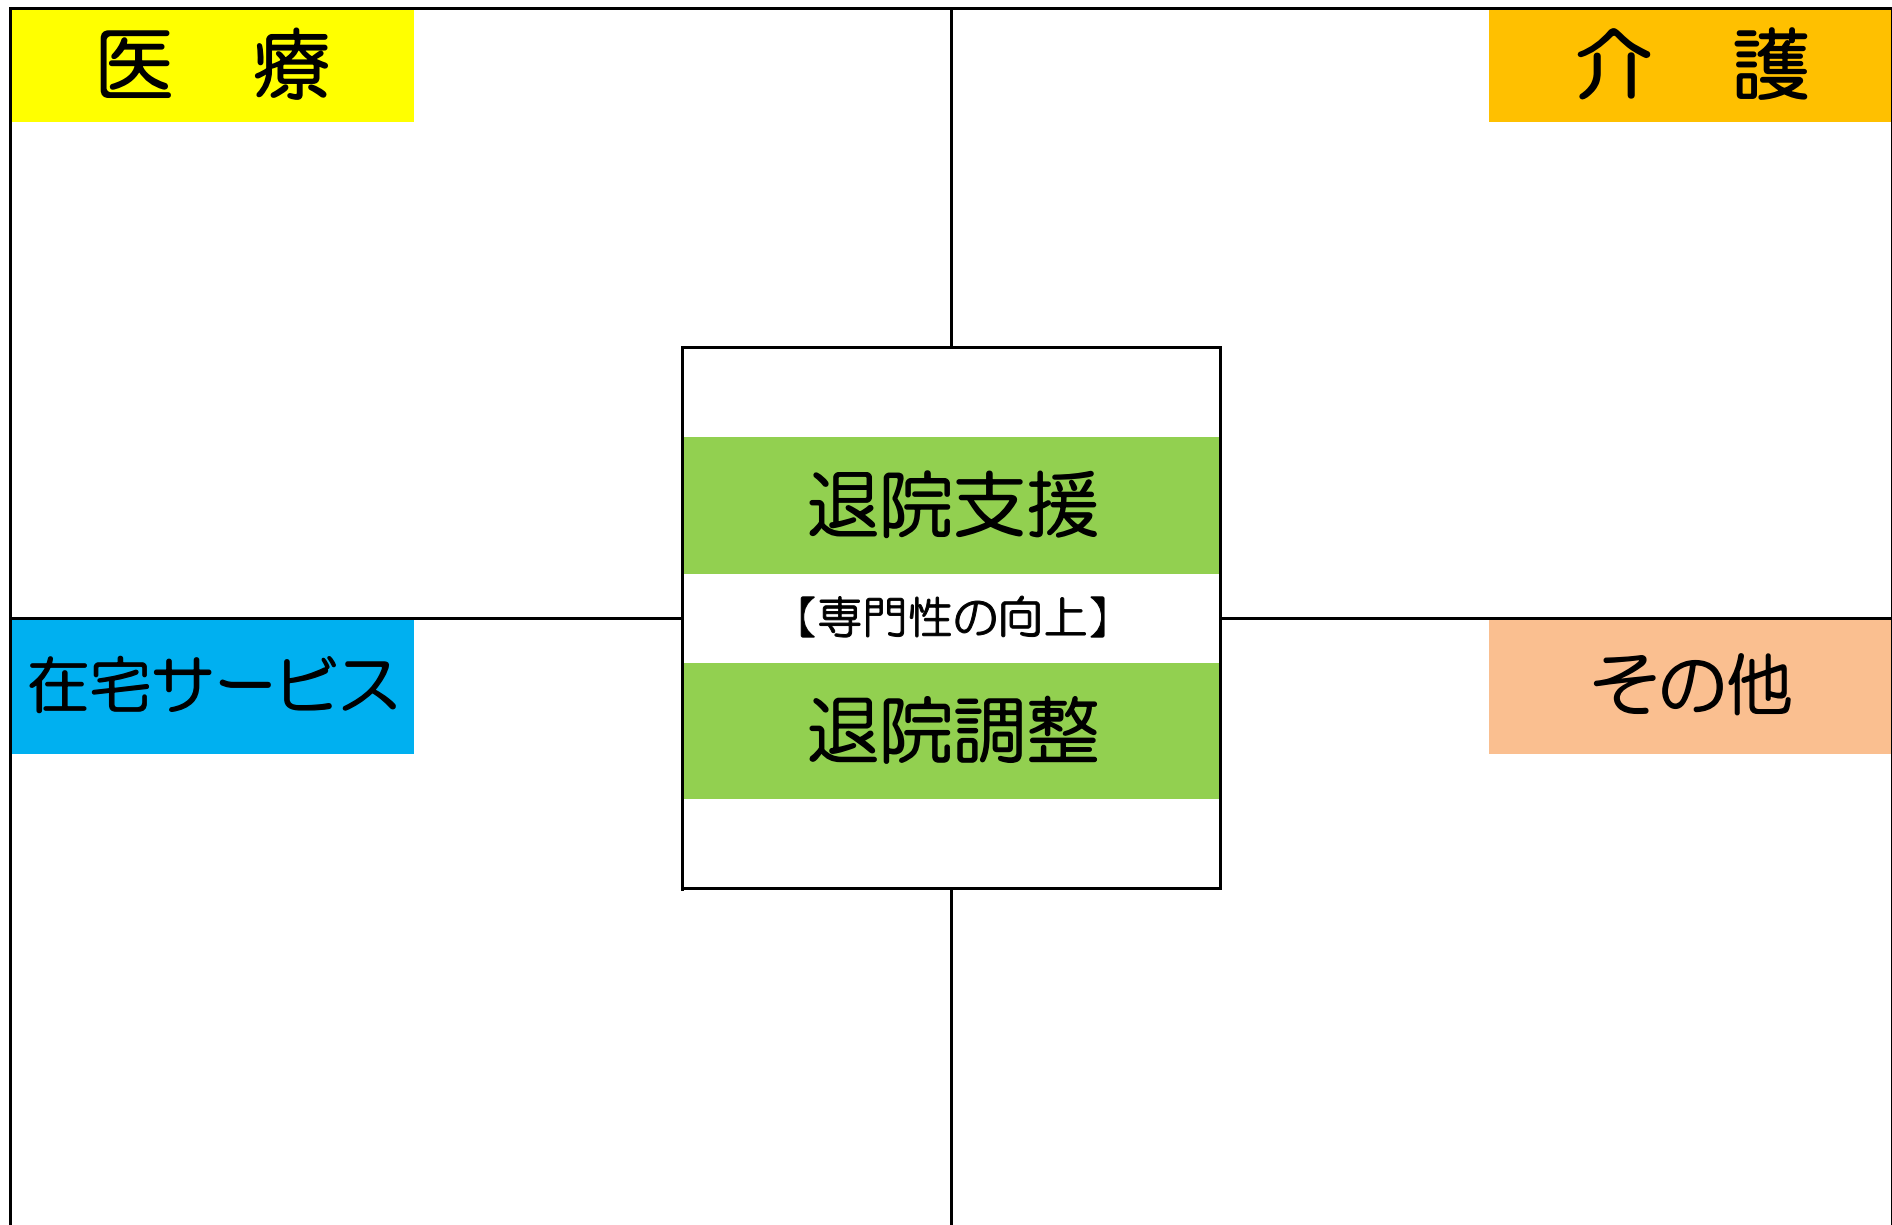 医　療
介　護
退院支援
【専門性の向上】
退院調整
在宅サービス
その他